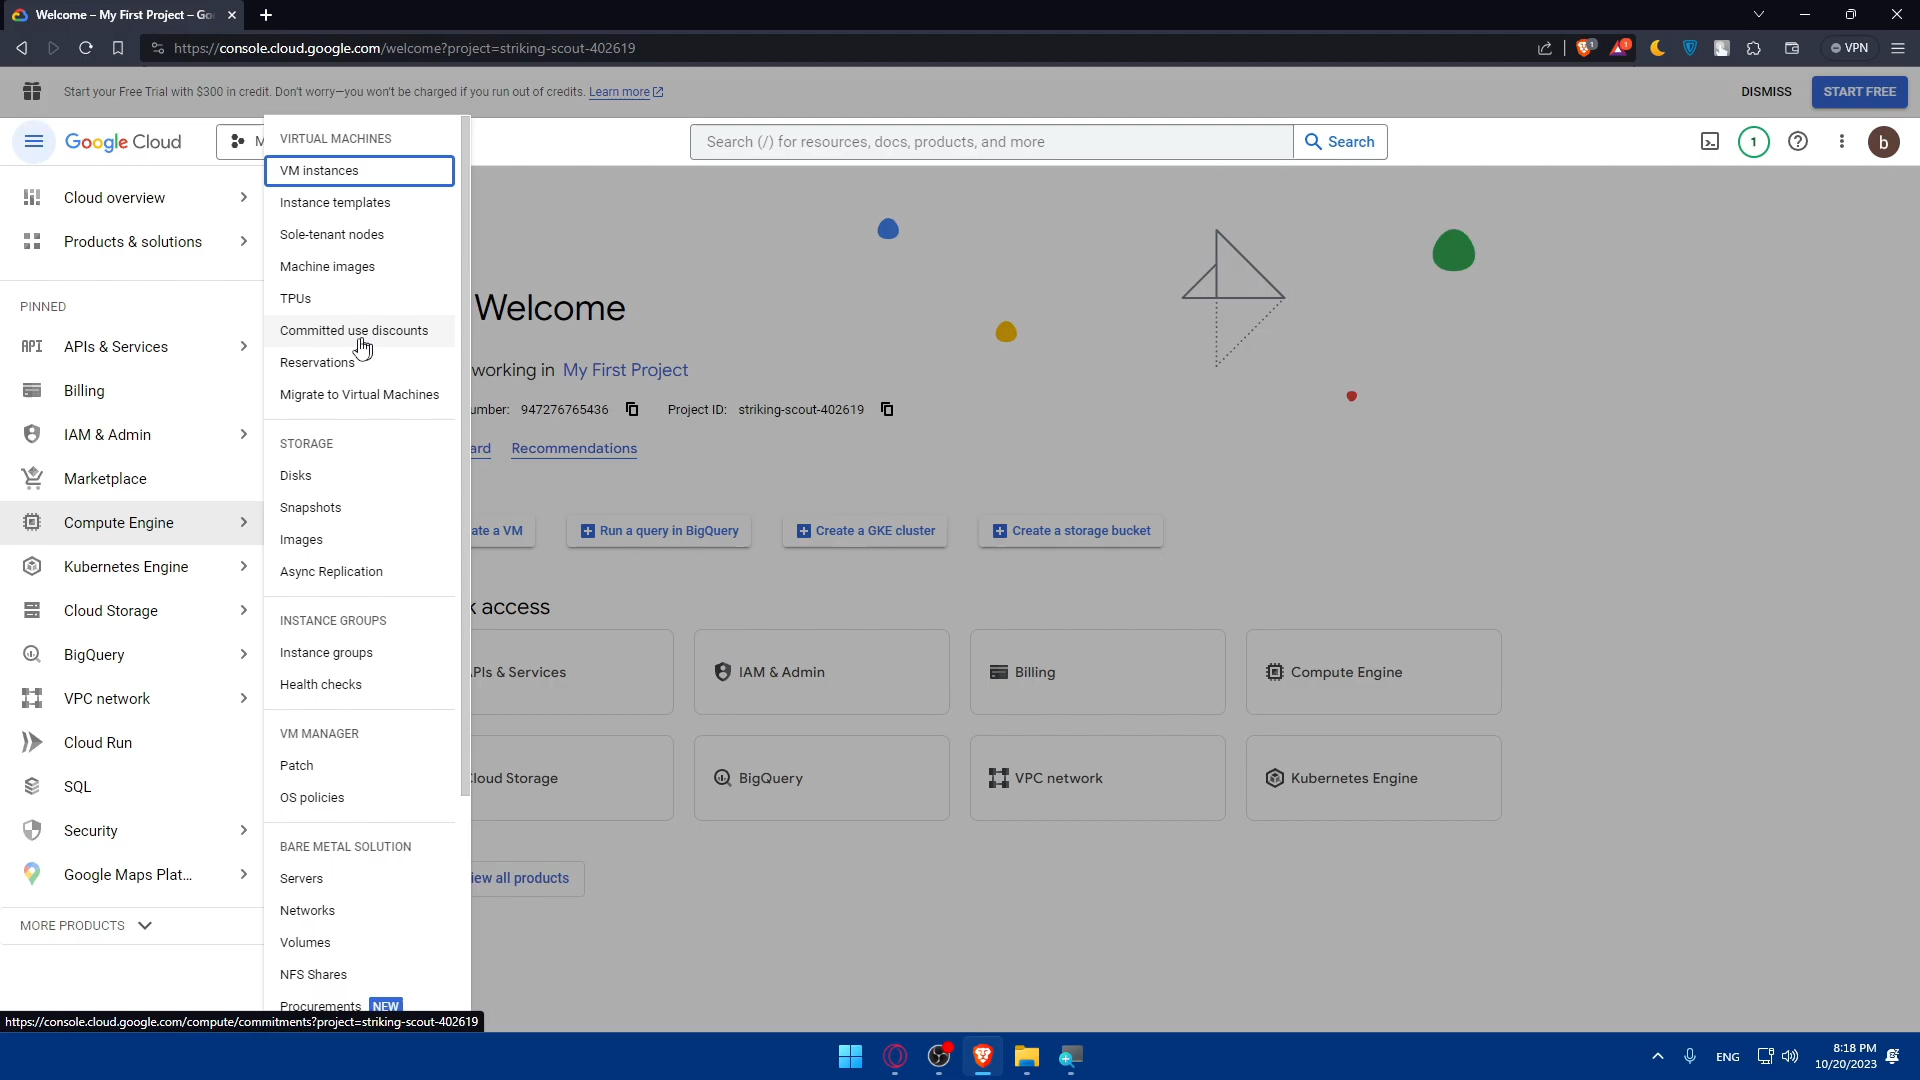 Welcome – My First Project – Go
https://console.cloud.google.com/welcome?project=striking-scout-402619
1
1
VPN
Start your Free Trial with $300 in credit. Don't worry—you won't be charged if you run out of credits. Learn more
DISMISS
START FREE
Google Cloud
M
Search (/) for resources, docs, products, and more
Search
1
b
Cloud overview
Products & solutions
PINNED
API APIs & Services
Billing
IAM & Admin
Marketplace
Compute Engine
Kubernetes Engine
Cloud Storage
BigQuery
VPC network
Cloud Run
SQL
Security
Google Maps Plat...
MORE PRODUCTS
VIRTUAL MACHINES
VM instances
Instance templates
Sole-tenant nodes
Machine images
TPUs
Committed use discounts
Reservations
Migrate to Virtual Machines
STORAGE
Disks
Snapshots
Images
Async Replication
INSTANCE GROUPS
Instance groups
Health checks
VM MANAGER
Patch
OS policies
BARE METAL SOLUTION
Servers
Networks
Volumes
NFS Shares
Procurements NEW
Welcome
working in My First Project
umber: 947276765436 Project ID: striking-scout-402619
ard Recommendations
ate a VM
Run a query in BigQuery
Create a GKE cluster
Create a storage bucket
k access
PIs & Services
IAM & Admin
Billing
Compute Engine
loud Storage
BigQuery
VPC network
Kubernetes Engine
iew all products
https://console.cloud.google.com/compute/commitments?project=striking-scout-402619
ENG
8:18 PM
10/20/2023